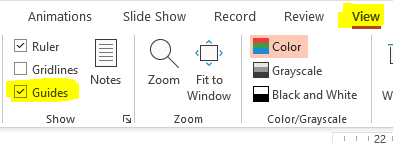 Animations Slide Show Record Review View
Ruler
Gridlines
Guides
Notes
Show
Zoom
Fit to
Window
Zoom
Color
Grayscale
Black and White
Color/Grayscale
W
22